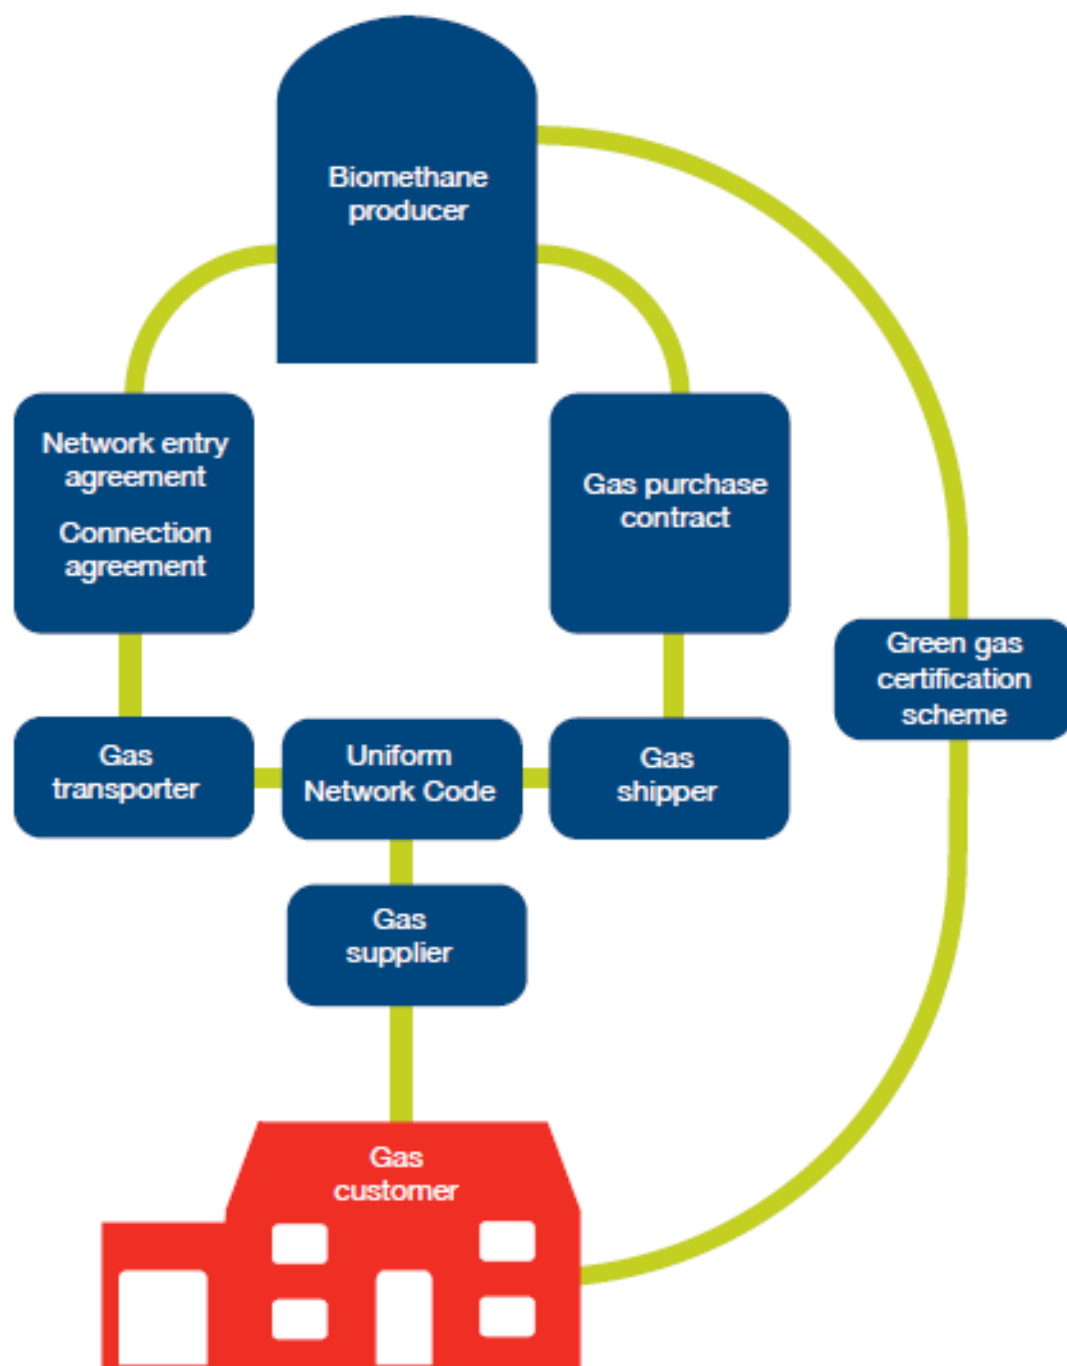 Biomethane
producer
Network entry
agreement
Connection
agreement
Gas purchase
contract
Green gas
certification
scheme
Gas
transporter
Uniform
Network Code
Gas
shipper
Gas
supplier
Gas
customer